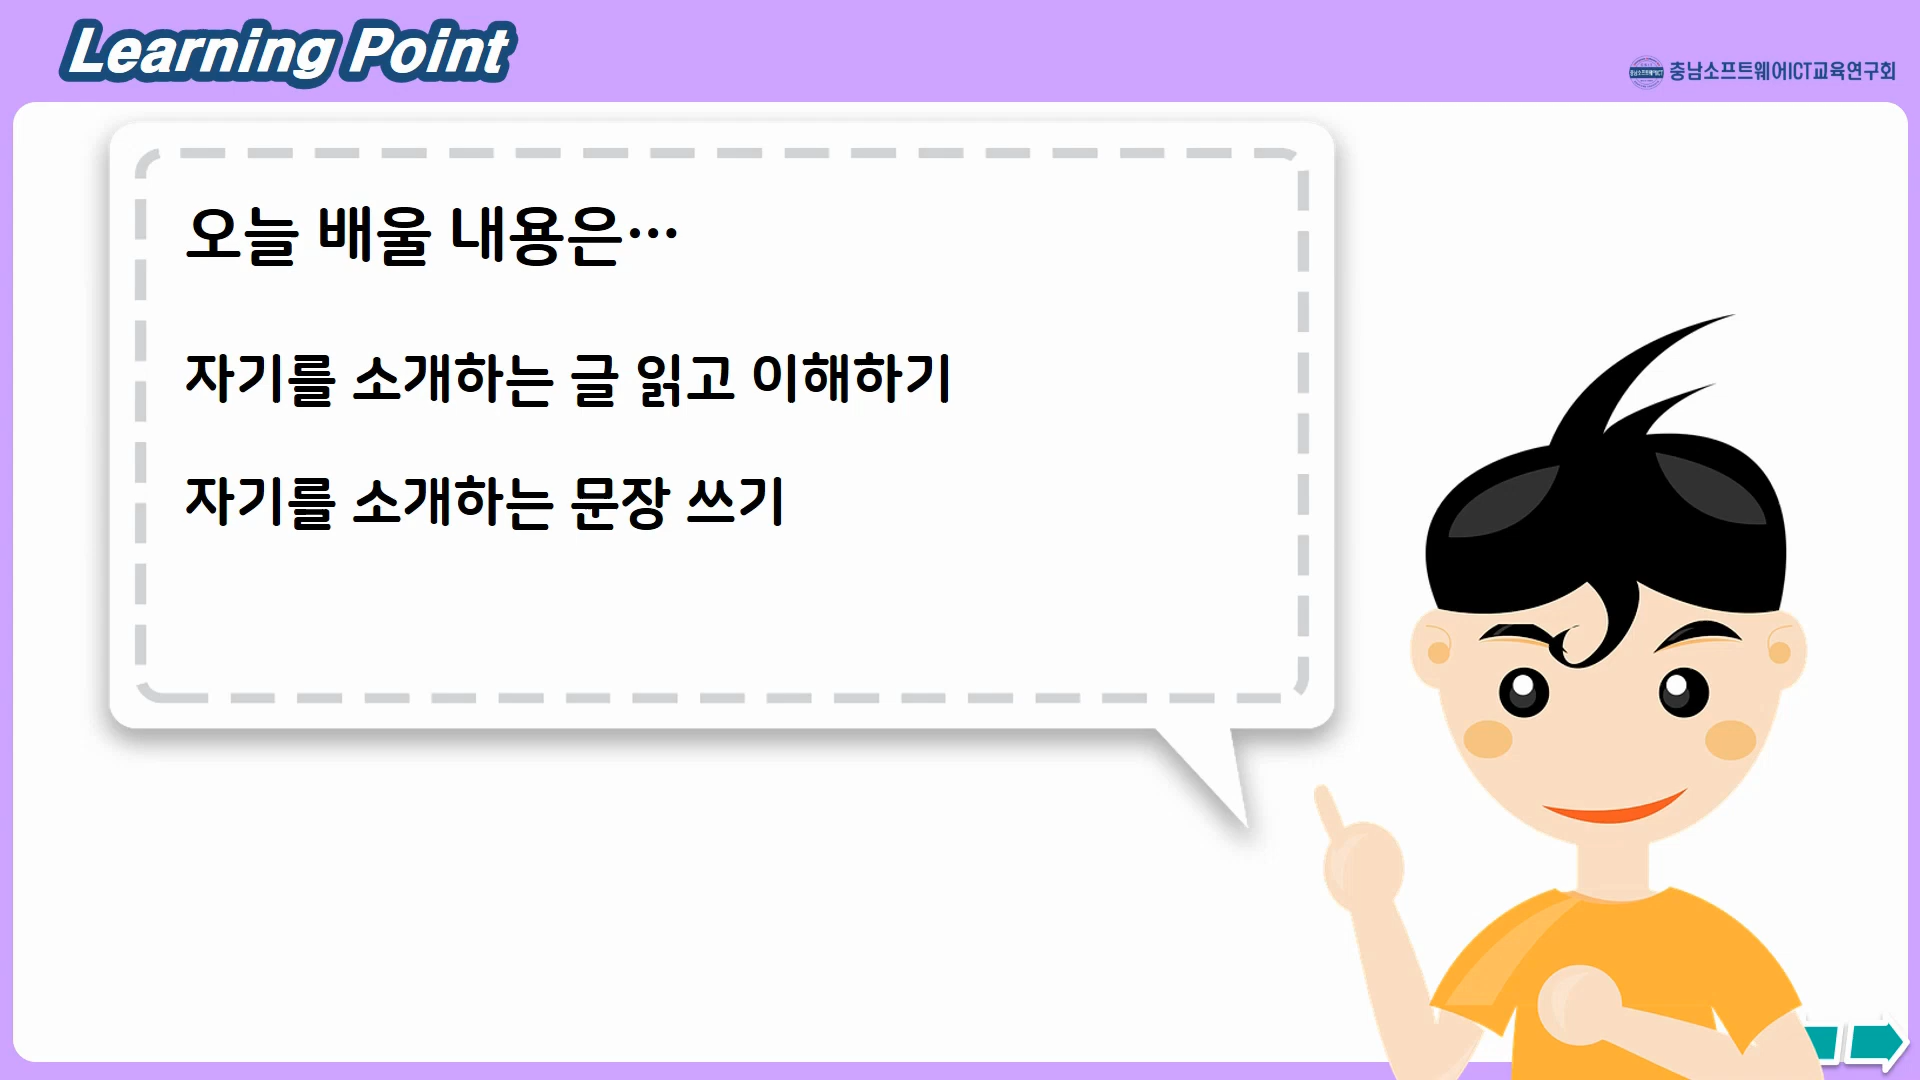 Learning Point
충남소프트웨어ICT교육연구회
오늘 배울 내용은…
자기를 소개하는 글 읽고 이해하기
자기를 소개하는 문장 쓰기